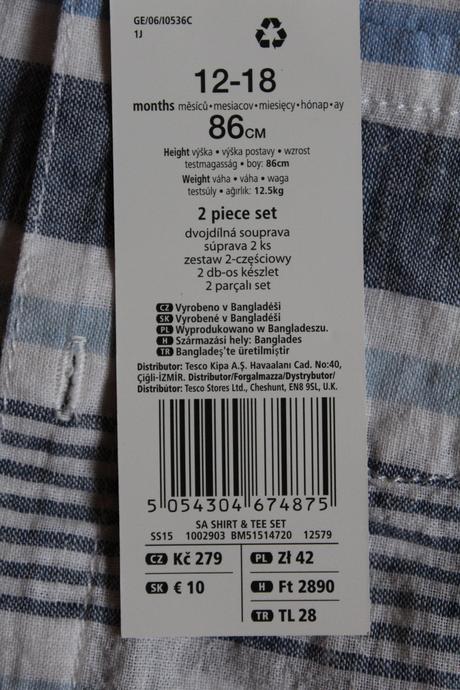 GE/06/I0536C
1J
12-18
months měsíců • mesiacov • miesięcy • hónap • ay
86CM
Height výška • výška postavy • wzrost
testmagasság • boy: 86cm
Weight váha • váha • waga
testsúly • ağırlık: 12.5kg
2 piece set
dvojdílná souprava
súprava 2 ks
zestaw 2-częściowy
2 db-os készlet
2 parçalı set
CZ Vyrobeno v Bangladéši
SK Vyrobené v Bangladéši
PL Wyprodukowano w Bangladeszu.
H Származási hely: Banglades
TR Bangladeş'te üretilmiştir
Distributor: Tesco Kipa A.Ş. Havaalanı Cad. No:40,
Çiğli-İZMİR. Distributor/Forgalmazza/Dystrybutor/
Distribútor: Tesco Stores Ltd., Cheshunt, EN8 9SL, U.K.
5 054304 674875
SA SHIRT & TEE SET
SS15 1002903 BM51514720 12579
CZ Kč 279
PL Zł 42
SK € 10
H Ft 2890
TR TL 28